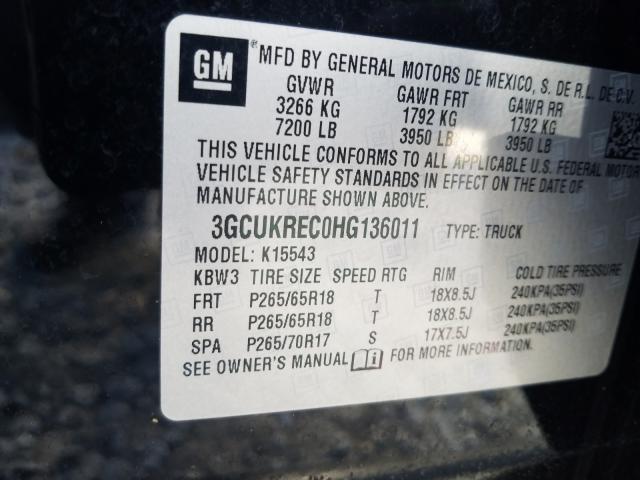 GM
MFD BY GENERAL MOTORS DE MEXICO, S. DE R.L. DE C.V.
GVWR GAWR FRT GAWR RR
3266 KG 1792 KG 1792 KG
7200 LB 3950 LB 3950 LB
THIS VEHICLE CONFORMS TO ALL APPLICABLE U.S. FEDERAL MOTOR
VEHICLE SAFETY STANDARDS IN EFFECT ON THE DATE OF
MANUFACTURE SHOWN ABOVE.
3GCUKREC0HG136011 TYPE: TRUCK
MODEL: K15543
KBW3 TIRE SIZE SPEED RTG RIM COLD TIRE PRESSURE
FRT P265/65R18 T 18X8.5J 240KPA(35PSI)
RR P265/65R18 T 18X8.5J 240KPA(35PSI)
SPA P265/70R17 S 17X7.5J 240KPA(35PSI)
SEE OWNER'S MANUAL FOR MORE INFORMATION.